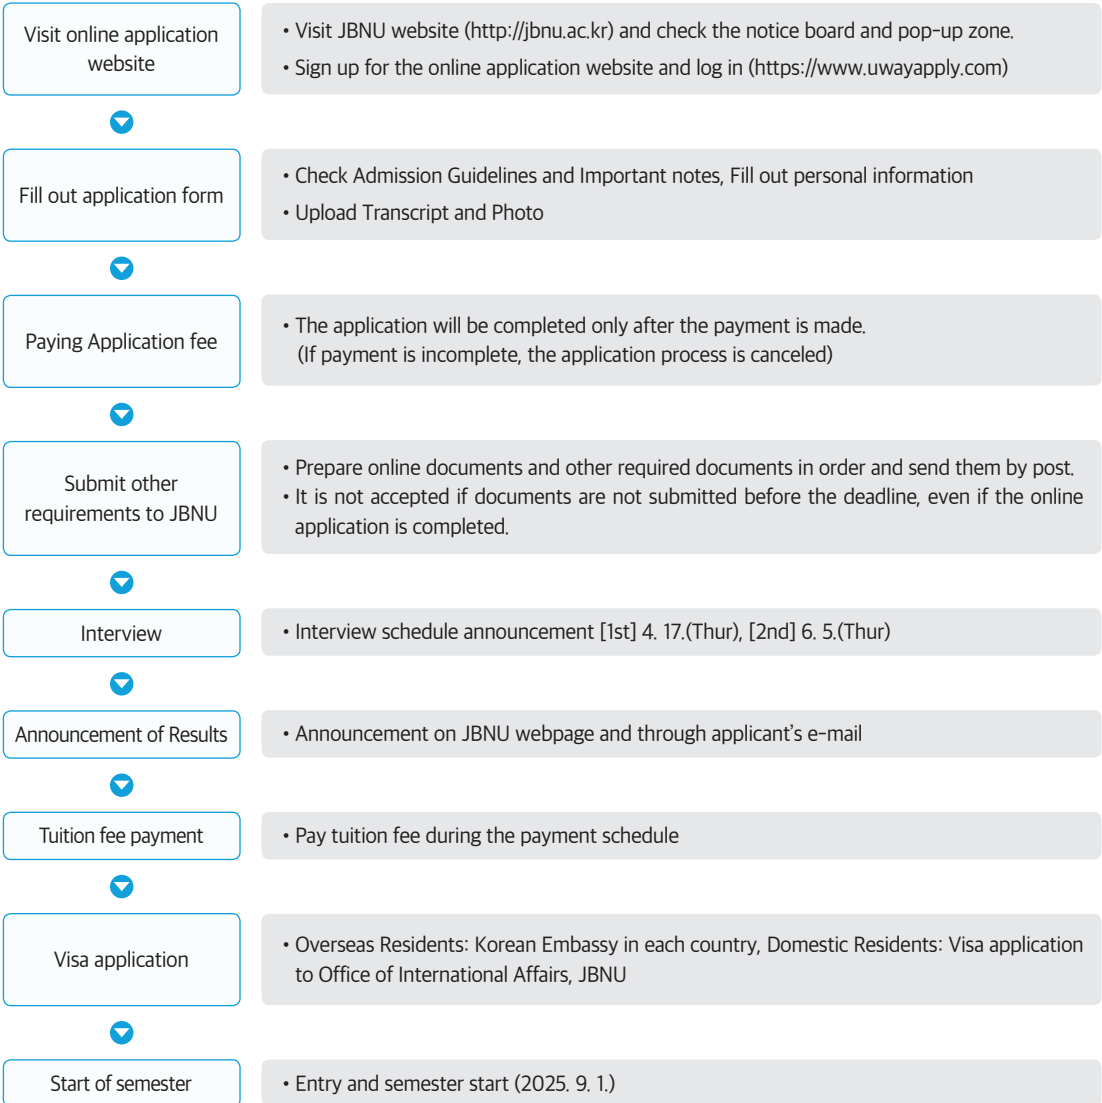 Visit online application
website
• Visit JBNU website (http://jbnu.ac.kr) and check the notice board and pop-up zone.
• Sign up for the online application website and log in (https://www.uwayapply.com)
Fill out application form
• Check Admission Guidelines and Important notes, Fill out personal information
• Upload Transcript and Photo
Paying Application fee
• The application will be completed only after the payment is made.
(If payment is incomplete, the application process is canceled)
Submit other
requirements to JBNU
• Prepare online documents and other required documents in order and send them by post.
• It is not accepted if documents are not submitted before the deadline, even if the online
application is completed.
Interview
• Interview schedule announcement [1st] 4. 17.(Thur), [2nd] 6. 5.(Thur)
Announcement of Results
• Announcement on JBNU webpage and through applicant's e-mail
Tuition fee payment
• Pay tuition fee during the payment schedule
Visa application
• Overseas Residents: Korean Embassy in each country, Domestic Residents: Visa application
to Office of International Affairs, JBNU
Start of semester
• Entry and semester start (2025. 9. 1.)